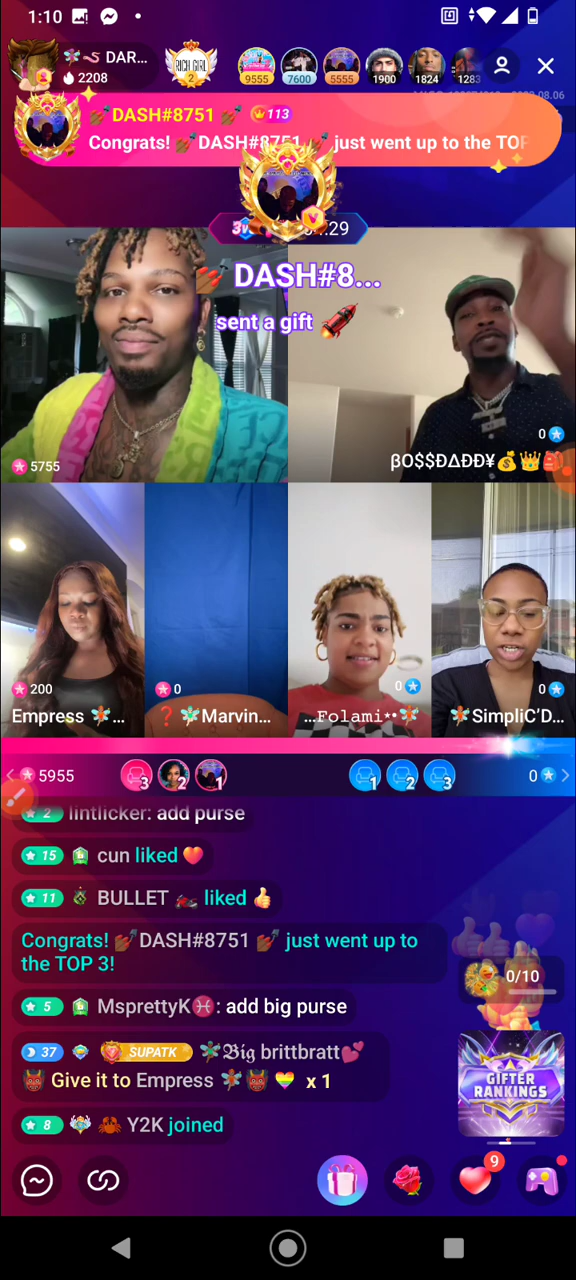 1:10
DAR...
2208
RICH GIRL
2
9555
7600
5555
1900
1824
1283
DASH#8751 113
Congrats! DASH#8751 just went up to the TOP
:29
DASH#8...
sent a gift
5755
0
βO$$ÐΔÐÐ¥
200
Empress ...
0
Marvin...
0
...Folami⋆•
0
SimpliC'D...
5955
3
2
1
1
2
3
0
2 lintlicker: add purse
15 cun liked
11 BULLET liked
Congrats! DASH#8751 just went up to
the TOP 3!
0/10
5 MsprettyK♓: add big purse
37 SUPATK 𝔅𝔦𝔤 brittbratt
Give it to Empress x 1
GIFTER
RANKINGS
8 Y2K joined
9